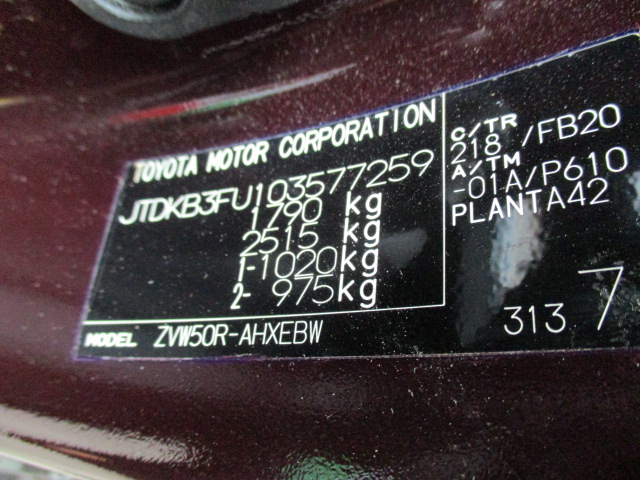 TOYOTA MOTOR CORPORATION
JTDKB3FU103577259
1790 kg
2515 kg
1-1020kg
2- 975kg
MODEL ZVW50R-AHXEBW
C/TR
218 /FB20
A/TM
-01A/P610
PLANTA42
313 7